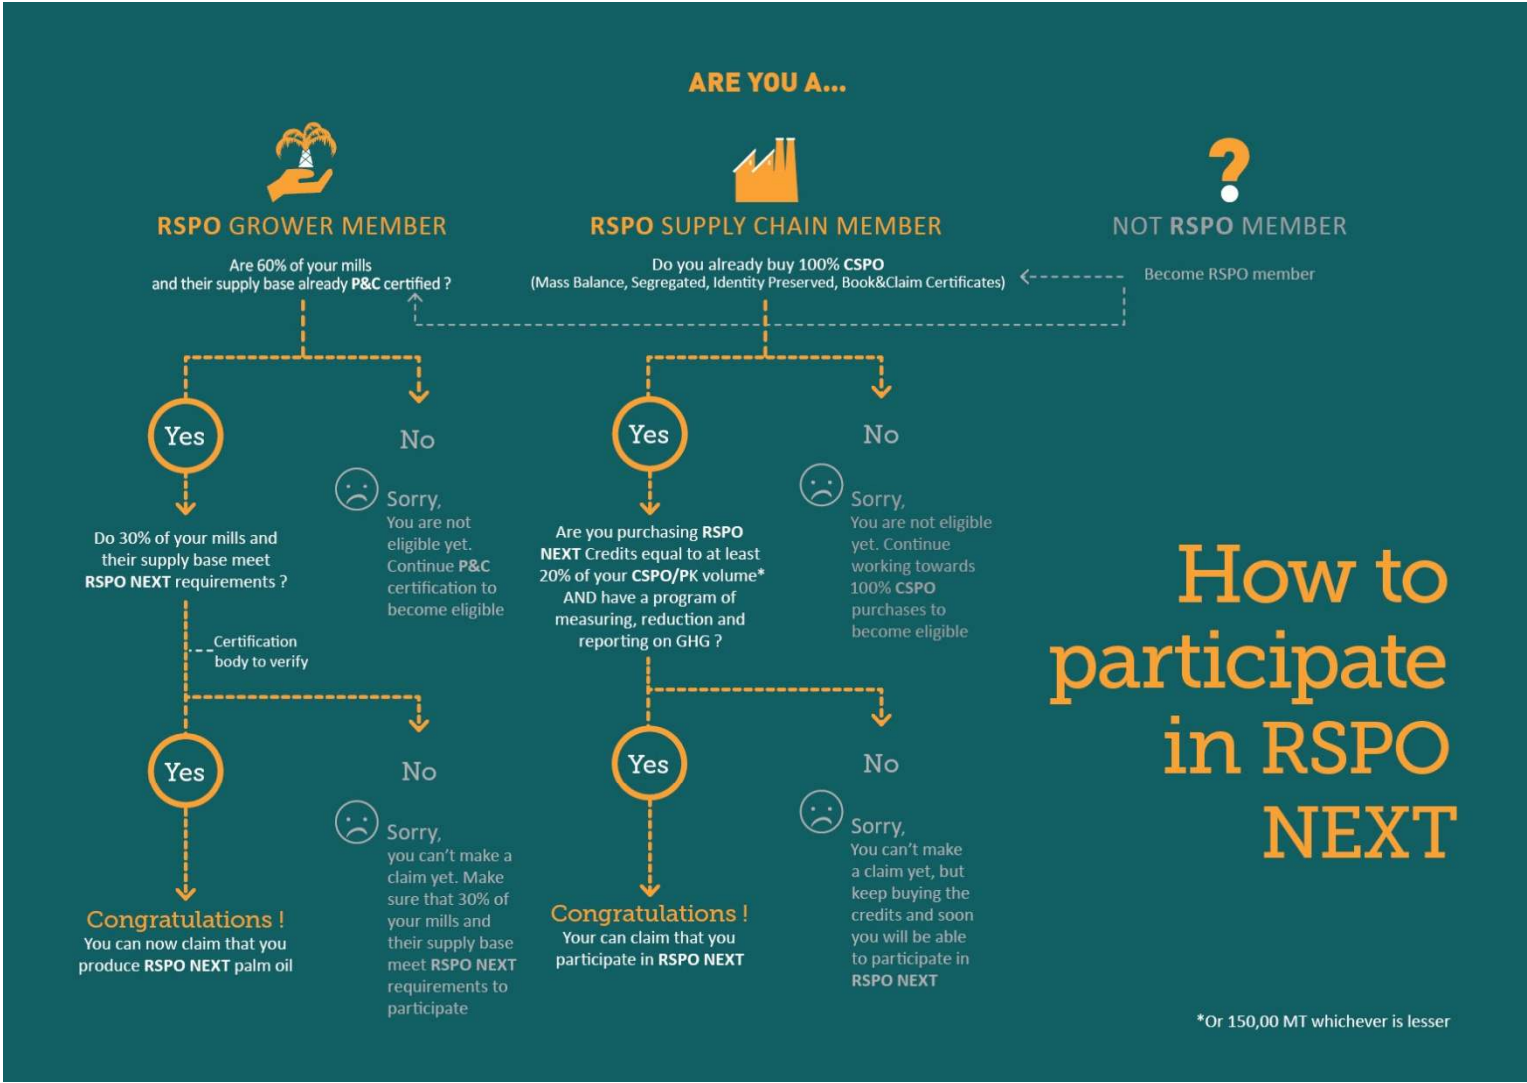 ARE YOU A...
RSPO GROWER MEMBER
Are 60% of your mills
and their supply base already P&C certified ?
Yes
No
Sorry,
You are not
eligible yet.
Continue P&C
certification to
become eligible
Do 30% of your mills and
their supply base meet
RSPO NEXT requirements ?
Certification
body to verify
Yes
No
Sorry,
you can't make a
claim yet. Make
sure that 30% of
your mills and
their supply base
meet RSPO NEXT
requirements to
participate
Congratulations !
You can now claim that you
produce RSPO NEXT palm oil
RSPO SUPPLY CHAIN MEMBER
Do you already buy 100% CSPO
(Mass Balance, Segregated, Identity Preserved, Book&Claim Certificates)
Yes
No
Sorry,
You are not eligible
yet. Continue
working towards
100% CSPO
purchases to
become eligible
Are you purchasing RSPO
NEXT Credits equal to at least
20% of your CSPO/PK volume*
AND have a program of
measuring, reduction and
reporting on GHG ?
Yes
No
Sorry,
You can't make
a claim yet, but
keep buying the
credits and soon
you will be able
to participate in
RSPO NEXT
Congratulations !
Your can claim that you
participate in RSPO NEXT
?
NOT RSPO MEMBER
Become RSPO member
How to
participate
in RSPO
NEXT
*Or 150,00 MT whichever is lesser